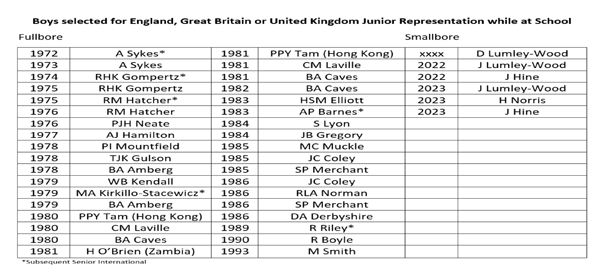 Boys selected for England, Great Britain or United Kingdom Junior Representation while at School
Fullbore Smallbore
1972 A Sykes* 1981 PPY Tam (Hong Kong) xxxx D Lumley-Wood
1973 A Sykes 1981 CM Laville 2022 J Lumley-Wood
1974 RHK Gompertz* 1981 BA Caves 2022 J Hine
1975 RHK Gompertz 1982 BA Caves 2023 J Lumley-Wood
1975 RM Hatcher* 1983 HSM Elliott 2023 H Norris
1976 RM Hatcher 1983 AP Barnes* 2023 J Hine
1976 PJH Neate 1984 S Lyon
1977 AJ Hamilton 1984 JB Gregory
1978 PI Mountfield 1985 MC Muckle
1978 TJK Gulson 1985 JC Coley
1978 BA Amberg 1985 SP Merchant
1979 WB Kendall 1986 JC Coley
1979 MA Kirkillo-Stacewicz* 1986 RLA Norman
1979 BA Amberg 1986 SP Merchant
1980 PPY Tam (Hong Kong) 1986 DA Derbyshire
1980 CM Laville 1989 R Riley*
1980 BA Caves 1990 R Boyle
1981 H O’Brien (Zambia) 1993 M Smith
*Subsequent Senior International